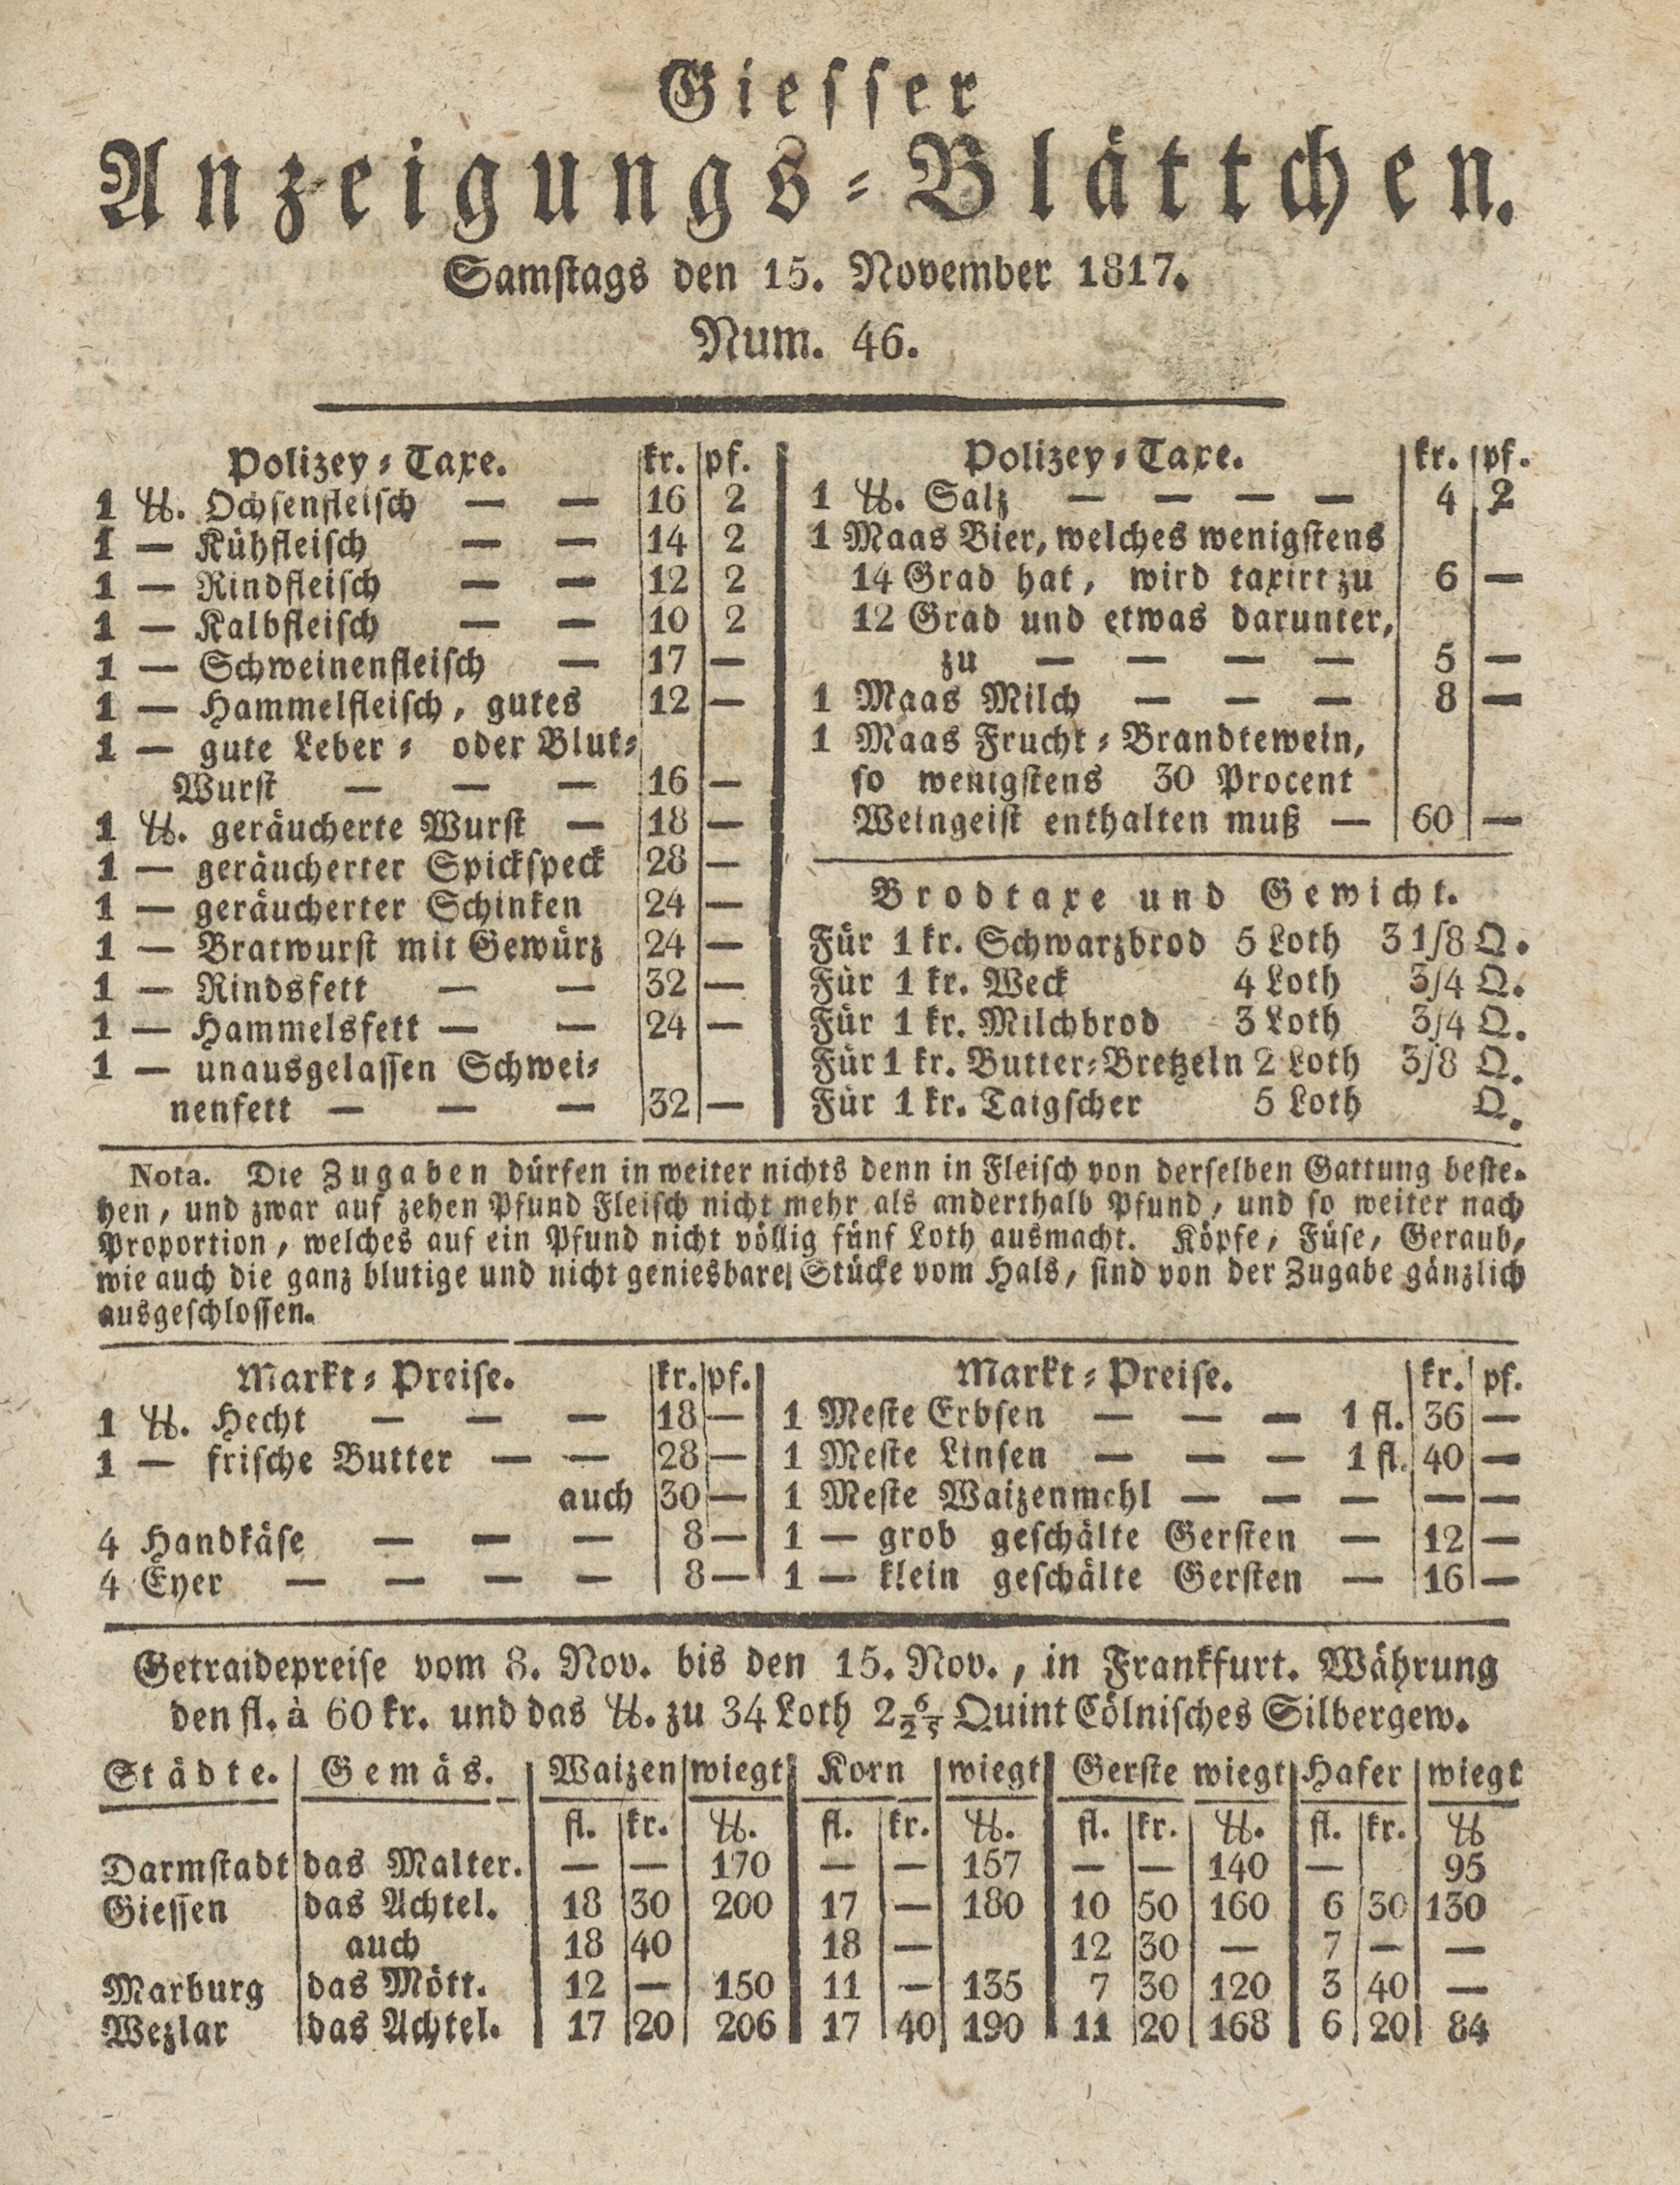 Giesser
Anzeigungs-Blättchen.
Samstags den 15. November 1817.
Num. 46.
Polizey-Taxe. kr. pf.
1 ℔. Ochsenfleisch — — 16 2
1 — Kühfleisch — — 14 2
1 — Rindfleisch — — 12 2
1 — Kalbfleisch — — 10 2
1 — Schweinenfleisch — 17 —
1 — Hammelfleisch, gutes 12 —
1 — gute Leber- oder Blut-
Wurst — — — 16 —
1 ℔. geräucherte Wurst — 18 —
1 — geräucherter Spickspeck 28 —
1 — geräucherter Schinken 24 —
1 — Bratwurst mit Gewürz 24 —
1 — Rindsfett — — 32 —
1 — Hammelsfett — — 24 —
1 — unausgelassen Schwei-
nenfett — — — 32 —
Polizey-Taxe. kr. pf.
1 ℔. Salz — — — — 4 2
1 Maas Bier, welches wenigstens
14 Grad hat, wird taxirt zu 6 —
12 Grad und etwas darunter,
zu — — — — 5 —
1 Maas Milch — — — 8 —
1 Maas Frucht-Brandtewein,
so wenigstens 30 Procent
Weingeist enthalten muß — 60 —
Brodtaxe und Gewicht.
Für 1 kr. Schwarzbrod 5 Loth 3 1/8 Q.
Für 1 kr. Weck 4 Loth 3/4 Q.
Für 1 kr. Milchbrod 3 Loth 3/4 Q.
Für 1 kr. Butter-Bretzeln 2 Loth 3/8 Q.
Für 1 kr. Taigscher 5 Loth Q.
Nota. Die Zugaben dürfen in weiter nichts denn in Fleisch von derselben Gattung beste-
hen, und zwar auf zehen Pfund Fleisch nicht mehr als anderthalb Pfund, und so weiter nach
Proportion, welches auf ein Pfund nicht völlig fünf Loth ausmacht. Köpfe, Füse, Geraub,
wie auch die ganz blutige und nicht geniesbare Stücke vom Hals, sind von der Zugabe gänzlich
ausgeschlossen.
Markt-Preise. kr. pf.
1 ℔. Hecht — — — 18 —
1 — frische Butter — — 28 —
auch 30 —
4 Handkäse — — — 8 —
4 Eyer — — — — 8 —
Markt-Preise. kr. pf.
1 Meste Erbsen — — — 1 fl. 36 —
1 Meste Linsen — — — 1 fl. 40 —
1 Meste Waizenmehl — — — — —
1 — grob geschälte Gersten — 12 —
1 — klein geschälte Gersten — 16 —
Getraidepreise vom 8. Nov. bis den 15. Nov., in Frankfurt. Währung
den fl. à 60 kr. und das ℔. zu 34 Loth 2 6/25 Quint Cölnisches Silbergew.
Städte. Gemäs. Waizen wiegt Korn wiegt Gerste wiegt Hafer wiegt
fl. kr. ℔. fl. kr. ℔. fl. kr. ℔. fl. kr. ℔
Darmstadt das Malter. — — 170 — — 157 — — 140 — 95
Giessen das Achtel. 18 30 200 17 — 180 10 50 160 6 30 130
auch 18 40 18 — 12 30 — 7 — —
Marburg das Mött. 12 — 150 11 — 135 7 30 120 3 40 —
Wezlar das Achtel. 17 20 206 17 40 190 11 20 168 6 20 84